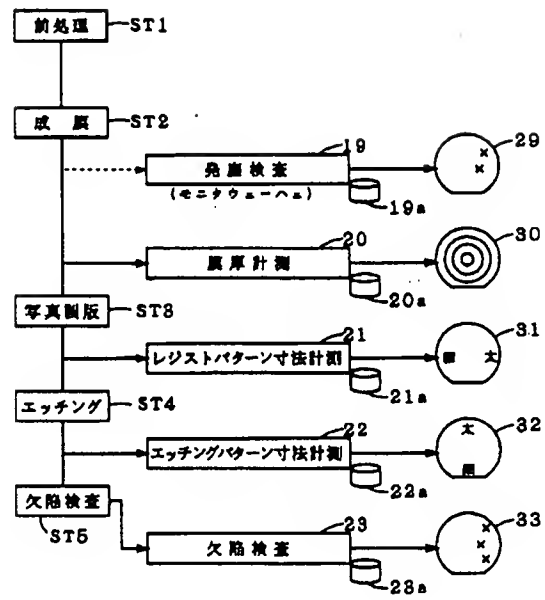 前処理 ST1
成膜 ST2
19
29
発塵検査
(モニタウェーハ)
19a
20
30
膜厚計測
20a
写真製版 ST3
21
31
レジストパターン寸法計測
細 太
21a
エッチング ST4
22
32
エッチングパターン寸法計測
太
細
22a
欠陥検査
ST5
23
33
欠陥検査
23a